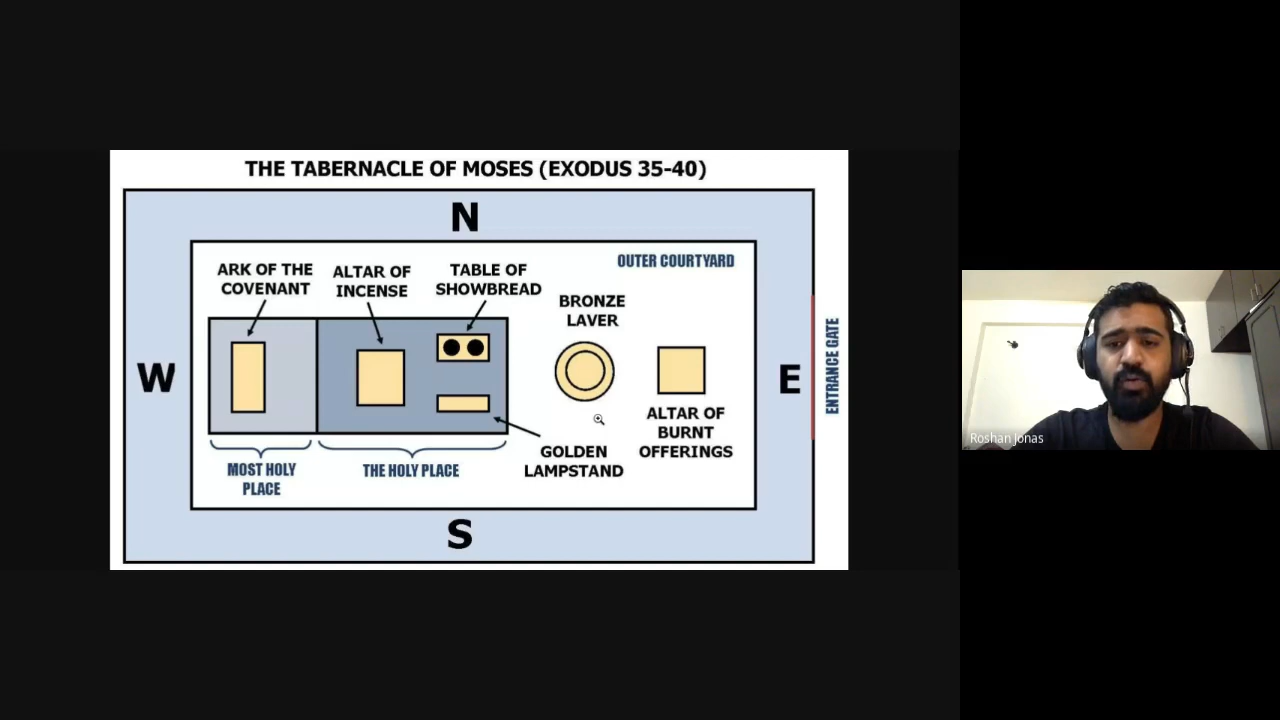 THE TABERNACLE OF MOSES (EXODUS 35-40)
N
OUTER COURTYARD
ARK OF THE
COVENANT
ALTAR OF
INCENSE
TABLE OF
SHOWBREAD
BRONZE
LAVER
W
E
ENTRANCE GATE
ALTAR OF
BURNT
OFFERINGS
GOLDEN
LAMPSTAND
MOST HOLY
PLACE
THE HOLY PLACE
S
Roshan Jonas